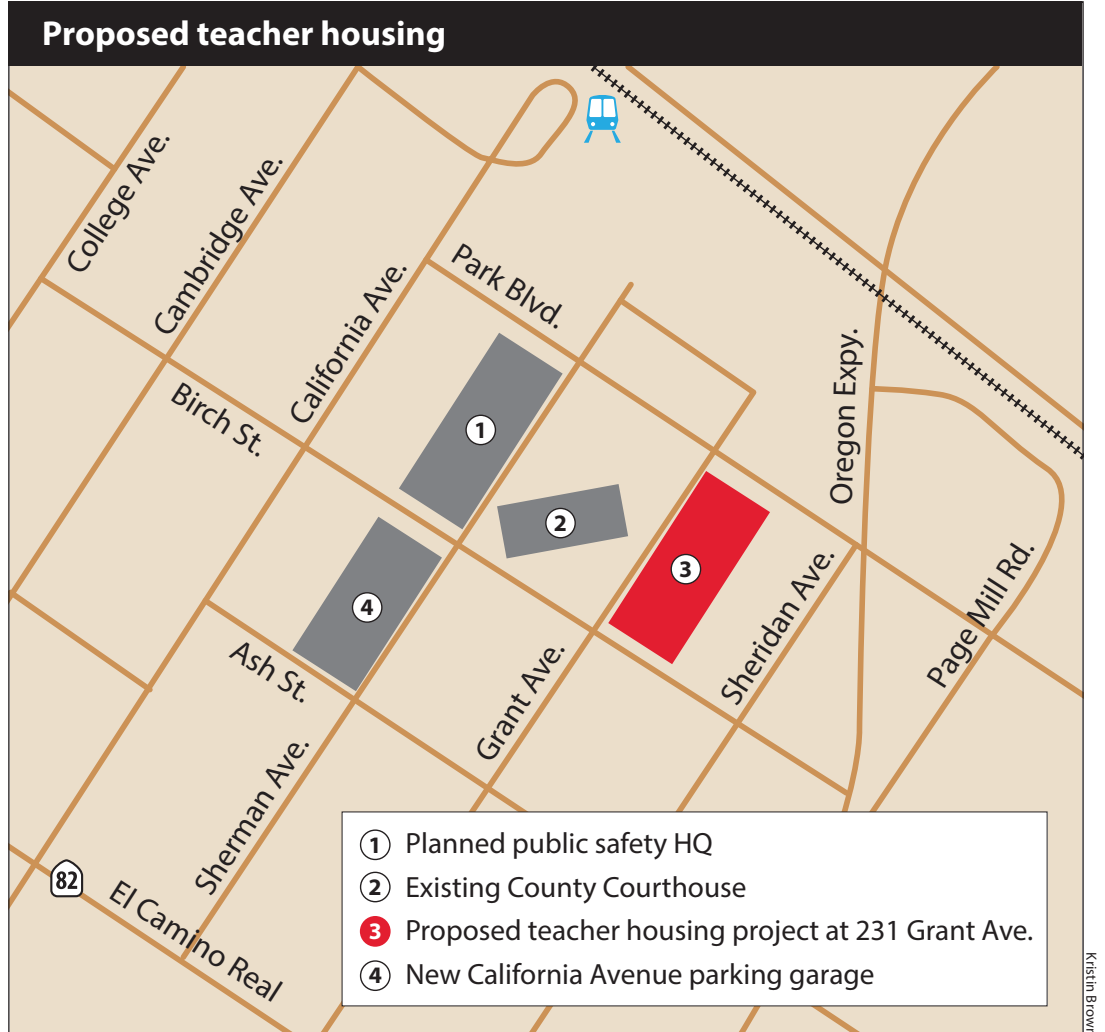 Proposed teacher housing
College Ave.
Cambridge Ave.
California Ave.
Park Blvd.
Birch St.
Oregon Expy.
1
2
3
4
Sheridan Ave.
Page Mill Rd.
Ash St.
Grant Ave.
Sherman Ave.
82
El Camino Real
1 Planned public safety HQ
2 Existing County Courthouse
3 Proposed teacher housing project at 231 Grant Ave.
4 New California Avenue parking garage
Kristin Brown